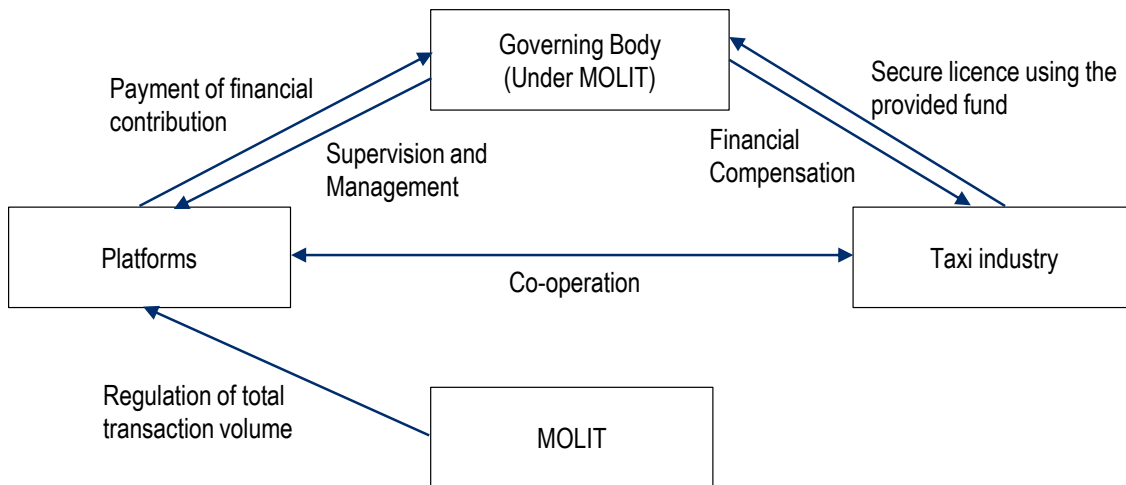 Governing Body
(Under MOLIT)
Payment of financial
contribution
Secure licence using the
provided fund
Supervision and
Management
Financial
Compensation
Platforms
Taxi industry
Co-operation
Regulation of total
transaction volume
MOLIT